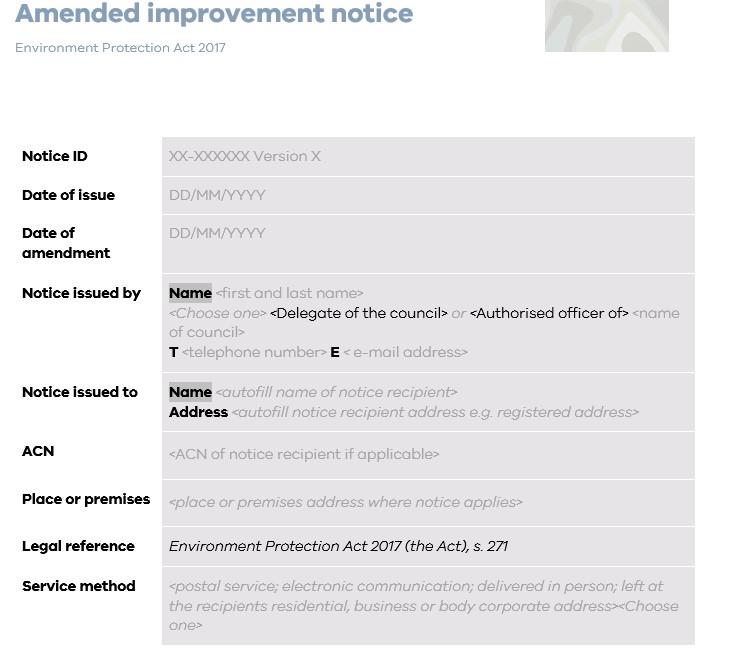 Amended improvement notice
Environment Protection Act 2017
Notice ID
XX-XXXXXX Version X
Date of issue
DD/MM/YYYY
Date of
amendment
DD/MM/YYYY
Notice issued by
Name <first and last name>
<Choose one> <Delegate of the council> or <Authorised officer of> <name
of council>
T <telephone number> E < e-mail address>
Notice issued to
Name <autofill name of notice recipient>
Address <autofill notice recipient address e.g. registered address>
ACN
<ACN of notice recipient if applicable>
Place or premises
<place or premises address where notice applies>
Legal reference
Environment Protection Act 2017 (the Act), s. 271
Service method
<postal service; electronic communication; delivered in person; left at
the recipients residential, business or body corporate address><Choose
one>